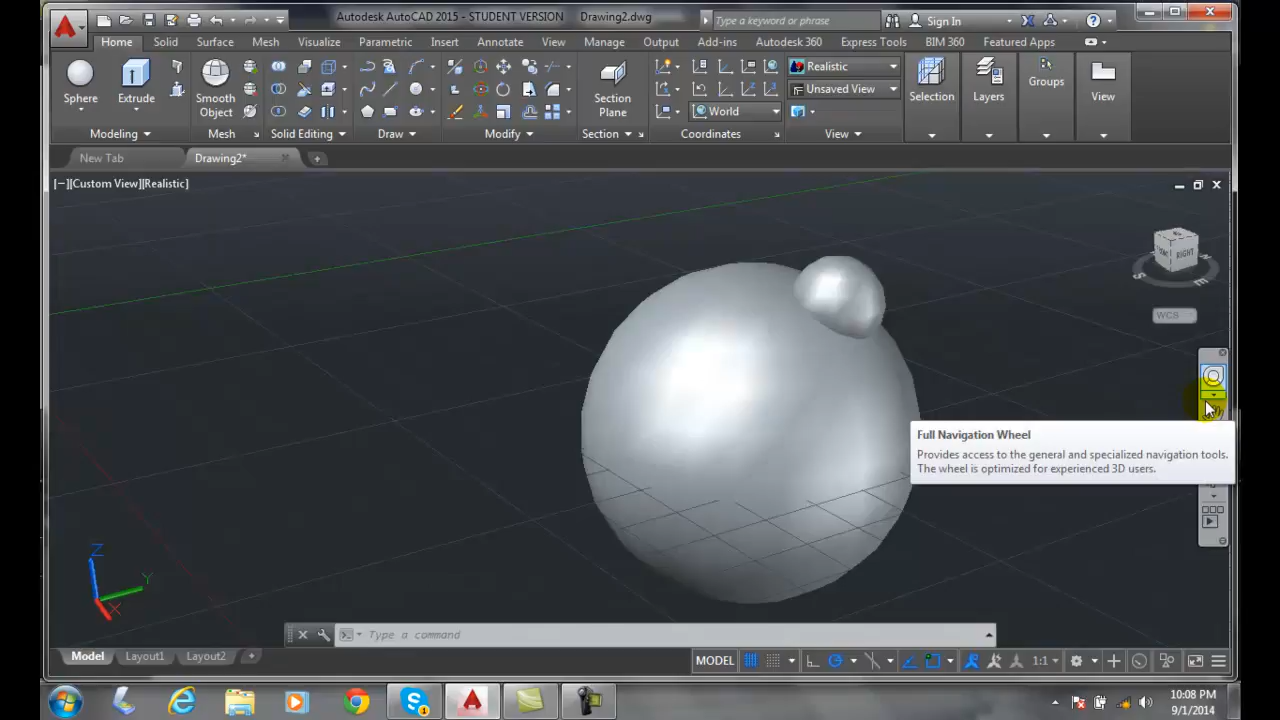 Autodesk AutoCAD 2015 - STUDENT VERSION Drawing2.dwg Type a keyword or phrase Sign In
Home Solid Surface Mesh Visualize Parametric Insert Annotate View Manage Output Add-ins Autodesk 360 Express Tools BIM 360 Featured Apps
Realistic
Unsaved View
World
Sphere Extrude Smooth Object Section Plane Selection Layers Groups View
Modeling Mesh Solid Editing Draw Modify Section Coordinates View
New Tab Drawing2*
[−][Custom View][Realistic]
RIGHT
S E
WCS
Full Navigation Wheel
Provides access to the general and specialized navigation tools.
The wheel is optimized for experienced 3D users.
Z
Y
X
Type a command
Model Layout1 Layout2 MODEL 1:1
10:08 PM
9/1/2014